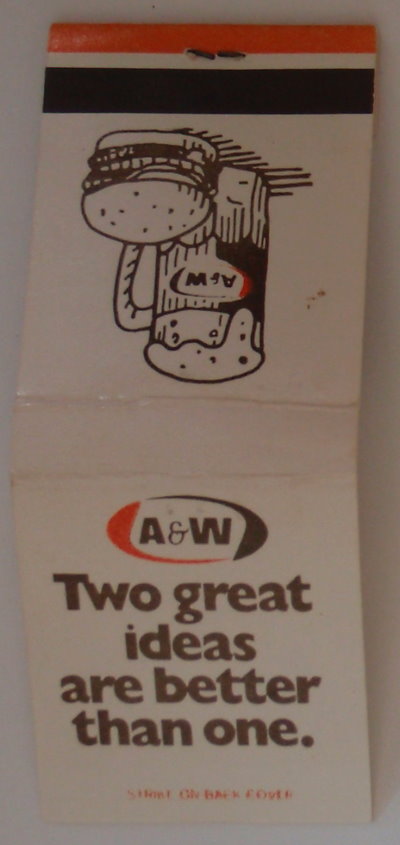 A&W
A&W
Two great
ideas
are better
than one.
STRIKE ON BACK COVER